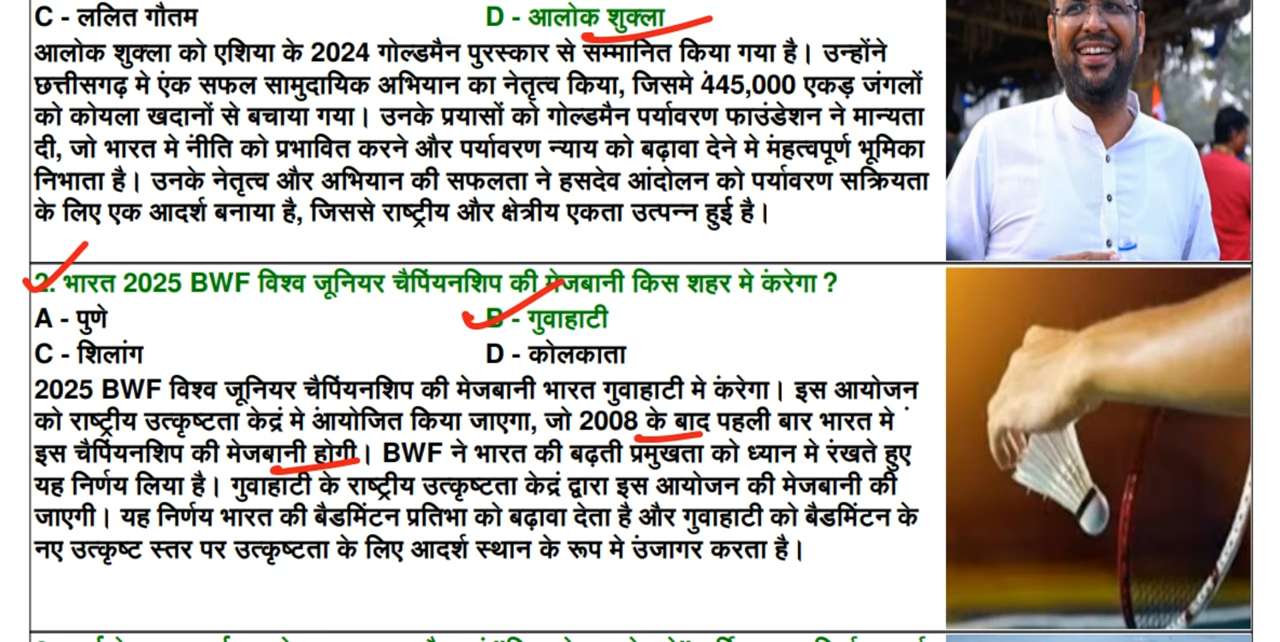 C - ललित गौतम
D - आलोक शुक्ला
आलोक शुक्ला को एशिया के 2024 गोल्डमैन पुरस्कार से सम्मानित किया गया है। उन्होंने
छत्तीसगढ़ मे एंक सफल सामुदायिक अभियान का नेतृत्व किया, जिसमे 4ं45,000 एकड़ जंगलों
को कोयला खदानों से बचाया गया। उनके प्रयासों को गोल्डमैन पर्यावरण फाउंडेशन ने मान्यता
दी, जो भारत मे नींति को प्रभावित करने और पर्यावरण न्याय को बढ़ावा देने मे मंहत्वपूर्ण भूमिका
निभाता है। उनके नेतृत्व और अभियान की सफलता ने हसदेव आंदोलन को पर्यावरण सक्रियता
के लिए एक आदर्श बनाया है, जिससे राष्ट्रीय और क्षेत्रीय एकता उत्पन्न हुई है।
2. भारत 2025 BWF विश्व जूनियर चैपिंयनशिप की मेजबानी किस शहर मे कंरेगा ?
A - पुणे
B - गुवाहाटी
C - शिलांग
D - कोलकाता
2025 BWF विश्व जूनियर चैपिंयनशिप की मेजबानी भारत गुवाहाटी मे कंरेगा। इस आयोजन
को राष्ट्रीय उत्कृष्टता केद्रं मे आंयोजित किया जाएगा, जो 2008 के बाद पहली बार भारत मे ं
इस चैपिंयनशिप की मेजबानी होगी। BWF ने भारत की बढ़ती प्रमुखता को ध्यान मे रंखते हुए
यह निर्णय लिया है। गुवाहाटी के राष्ट्रीय उत्कृष्टता केद्रं द्वारा इस आयोजन की मेजबानी की
जाएगी। यह निर्णय भारत की बैडमिंटन प्रतिभा को बढ़ावा देता है और गुवाहाटी को बैडमिंटन के
नए उत्कृष्ट स्तर पर उत्कृष्टता के लिए आदर्श स्थान के रूप मे उंजागर करता है।